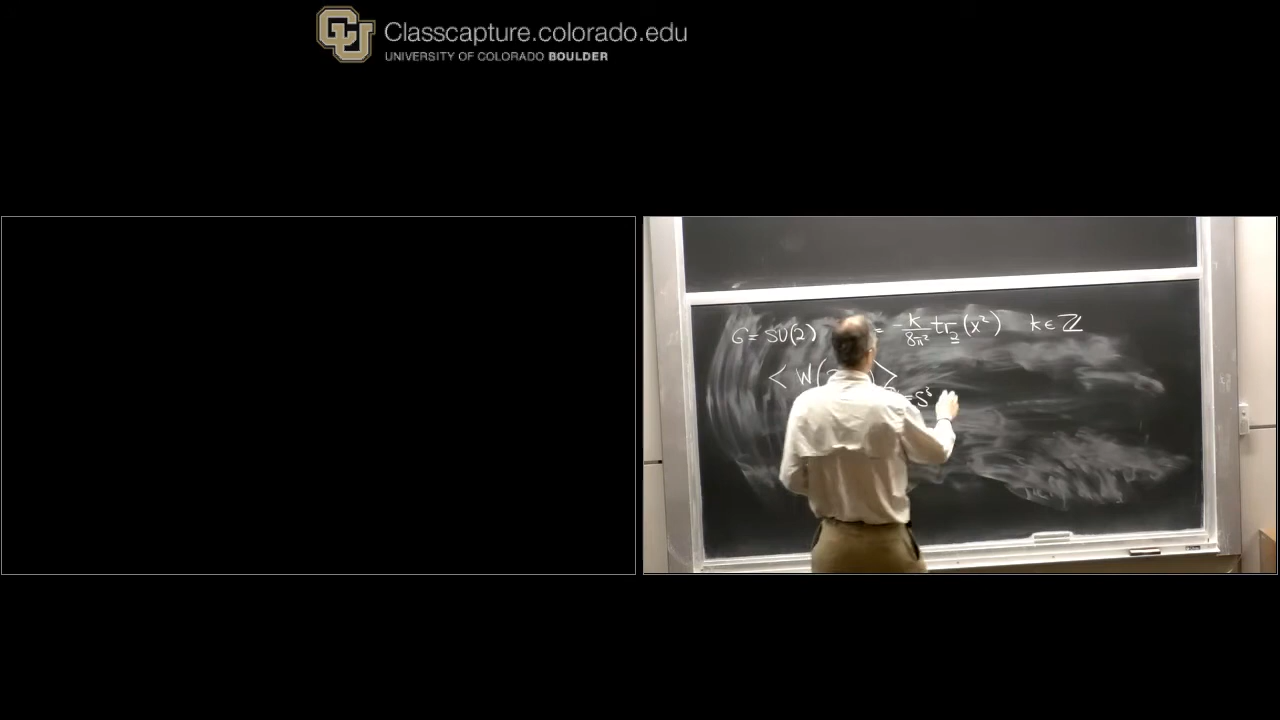 Classcapture.colorado.edu
UNIVERSITY OF COLORADO BOULDER
G = SU(2) = -k/8π² tr₂(x²) k ∈ ℤ
< W( ) >
=S³